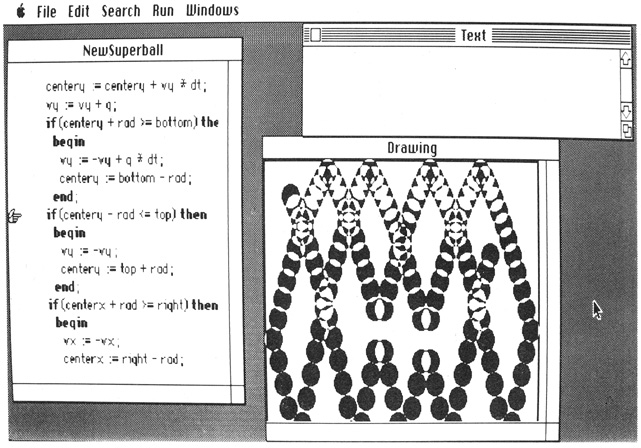 File Edit Search Run Windows
NewSuperball
centery := centery + vy * dt;
vy := vy + g;
if (centery + rad >= bottom) the
begin
vy := -vy + g * dt;
centery := bottom - rad;
end;
if (centery - rad <= top) then
begin
vy := -vy;
centery := top + rad;
end;
if (centerx + rad >= right) then
begin
vx := -vx;
centerx := right - rad;
Text
Drawing